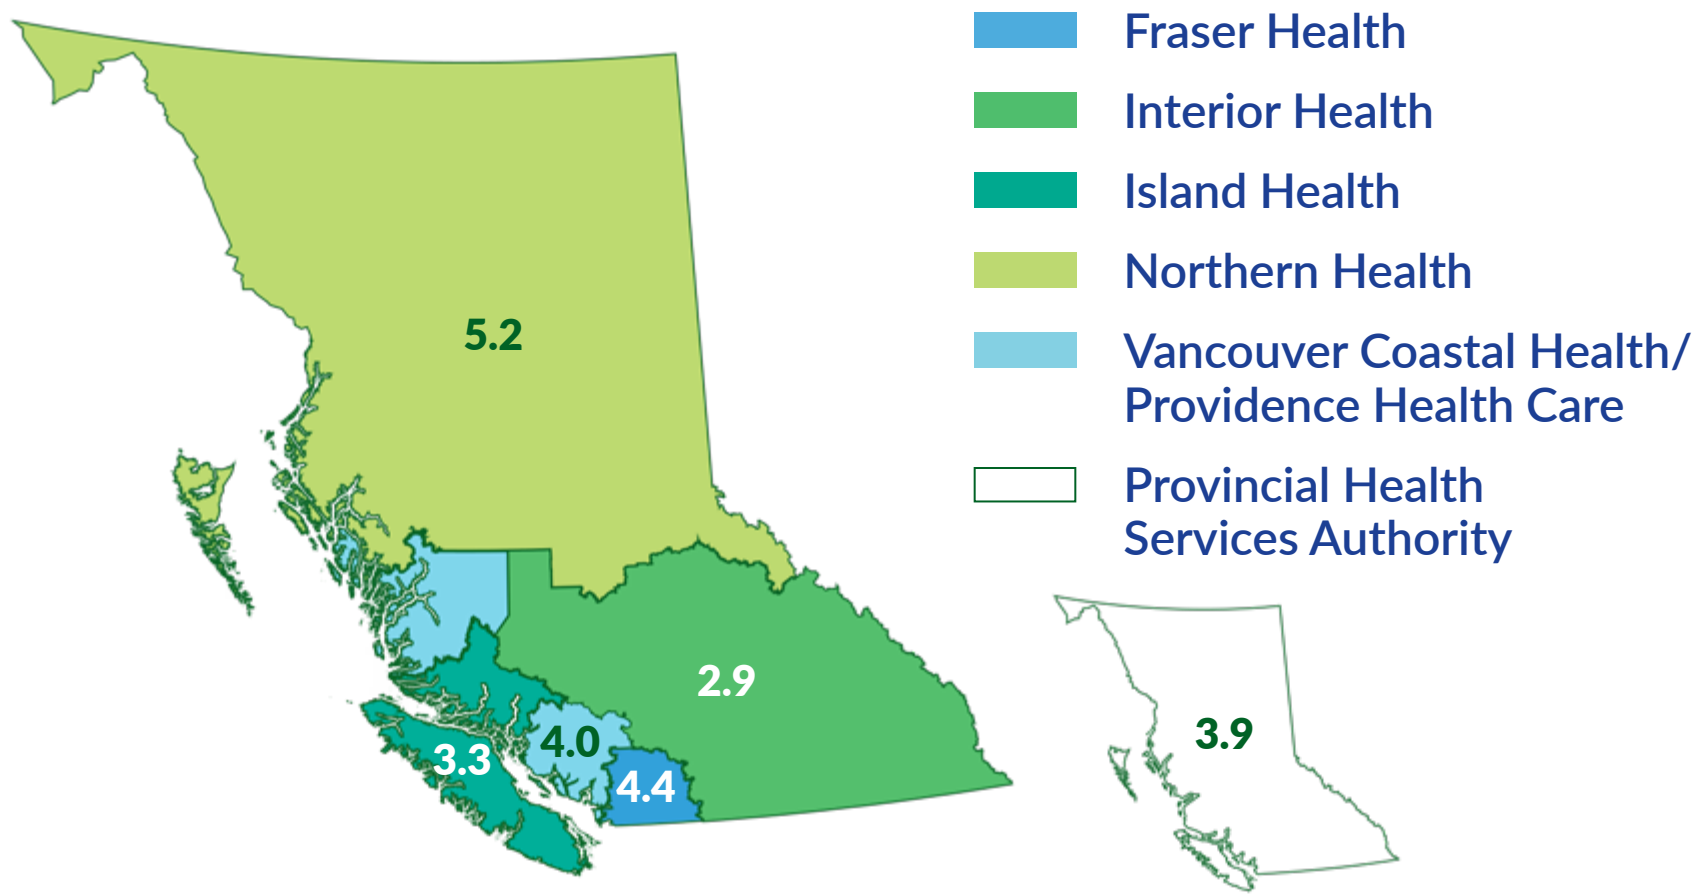 Fraser Health
Interior Health
Island Health
Northern Health
Vancouver Coastal Health/
Providence Health Care
Provincial Health
Services Authority
5.2
2.9
4.0
3.3
4.4
3.9